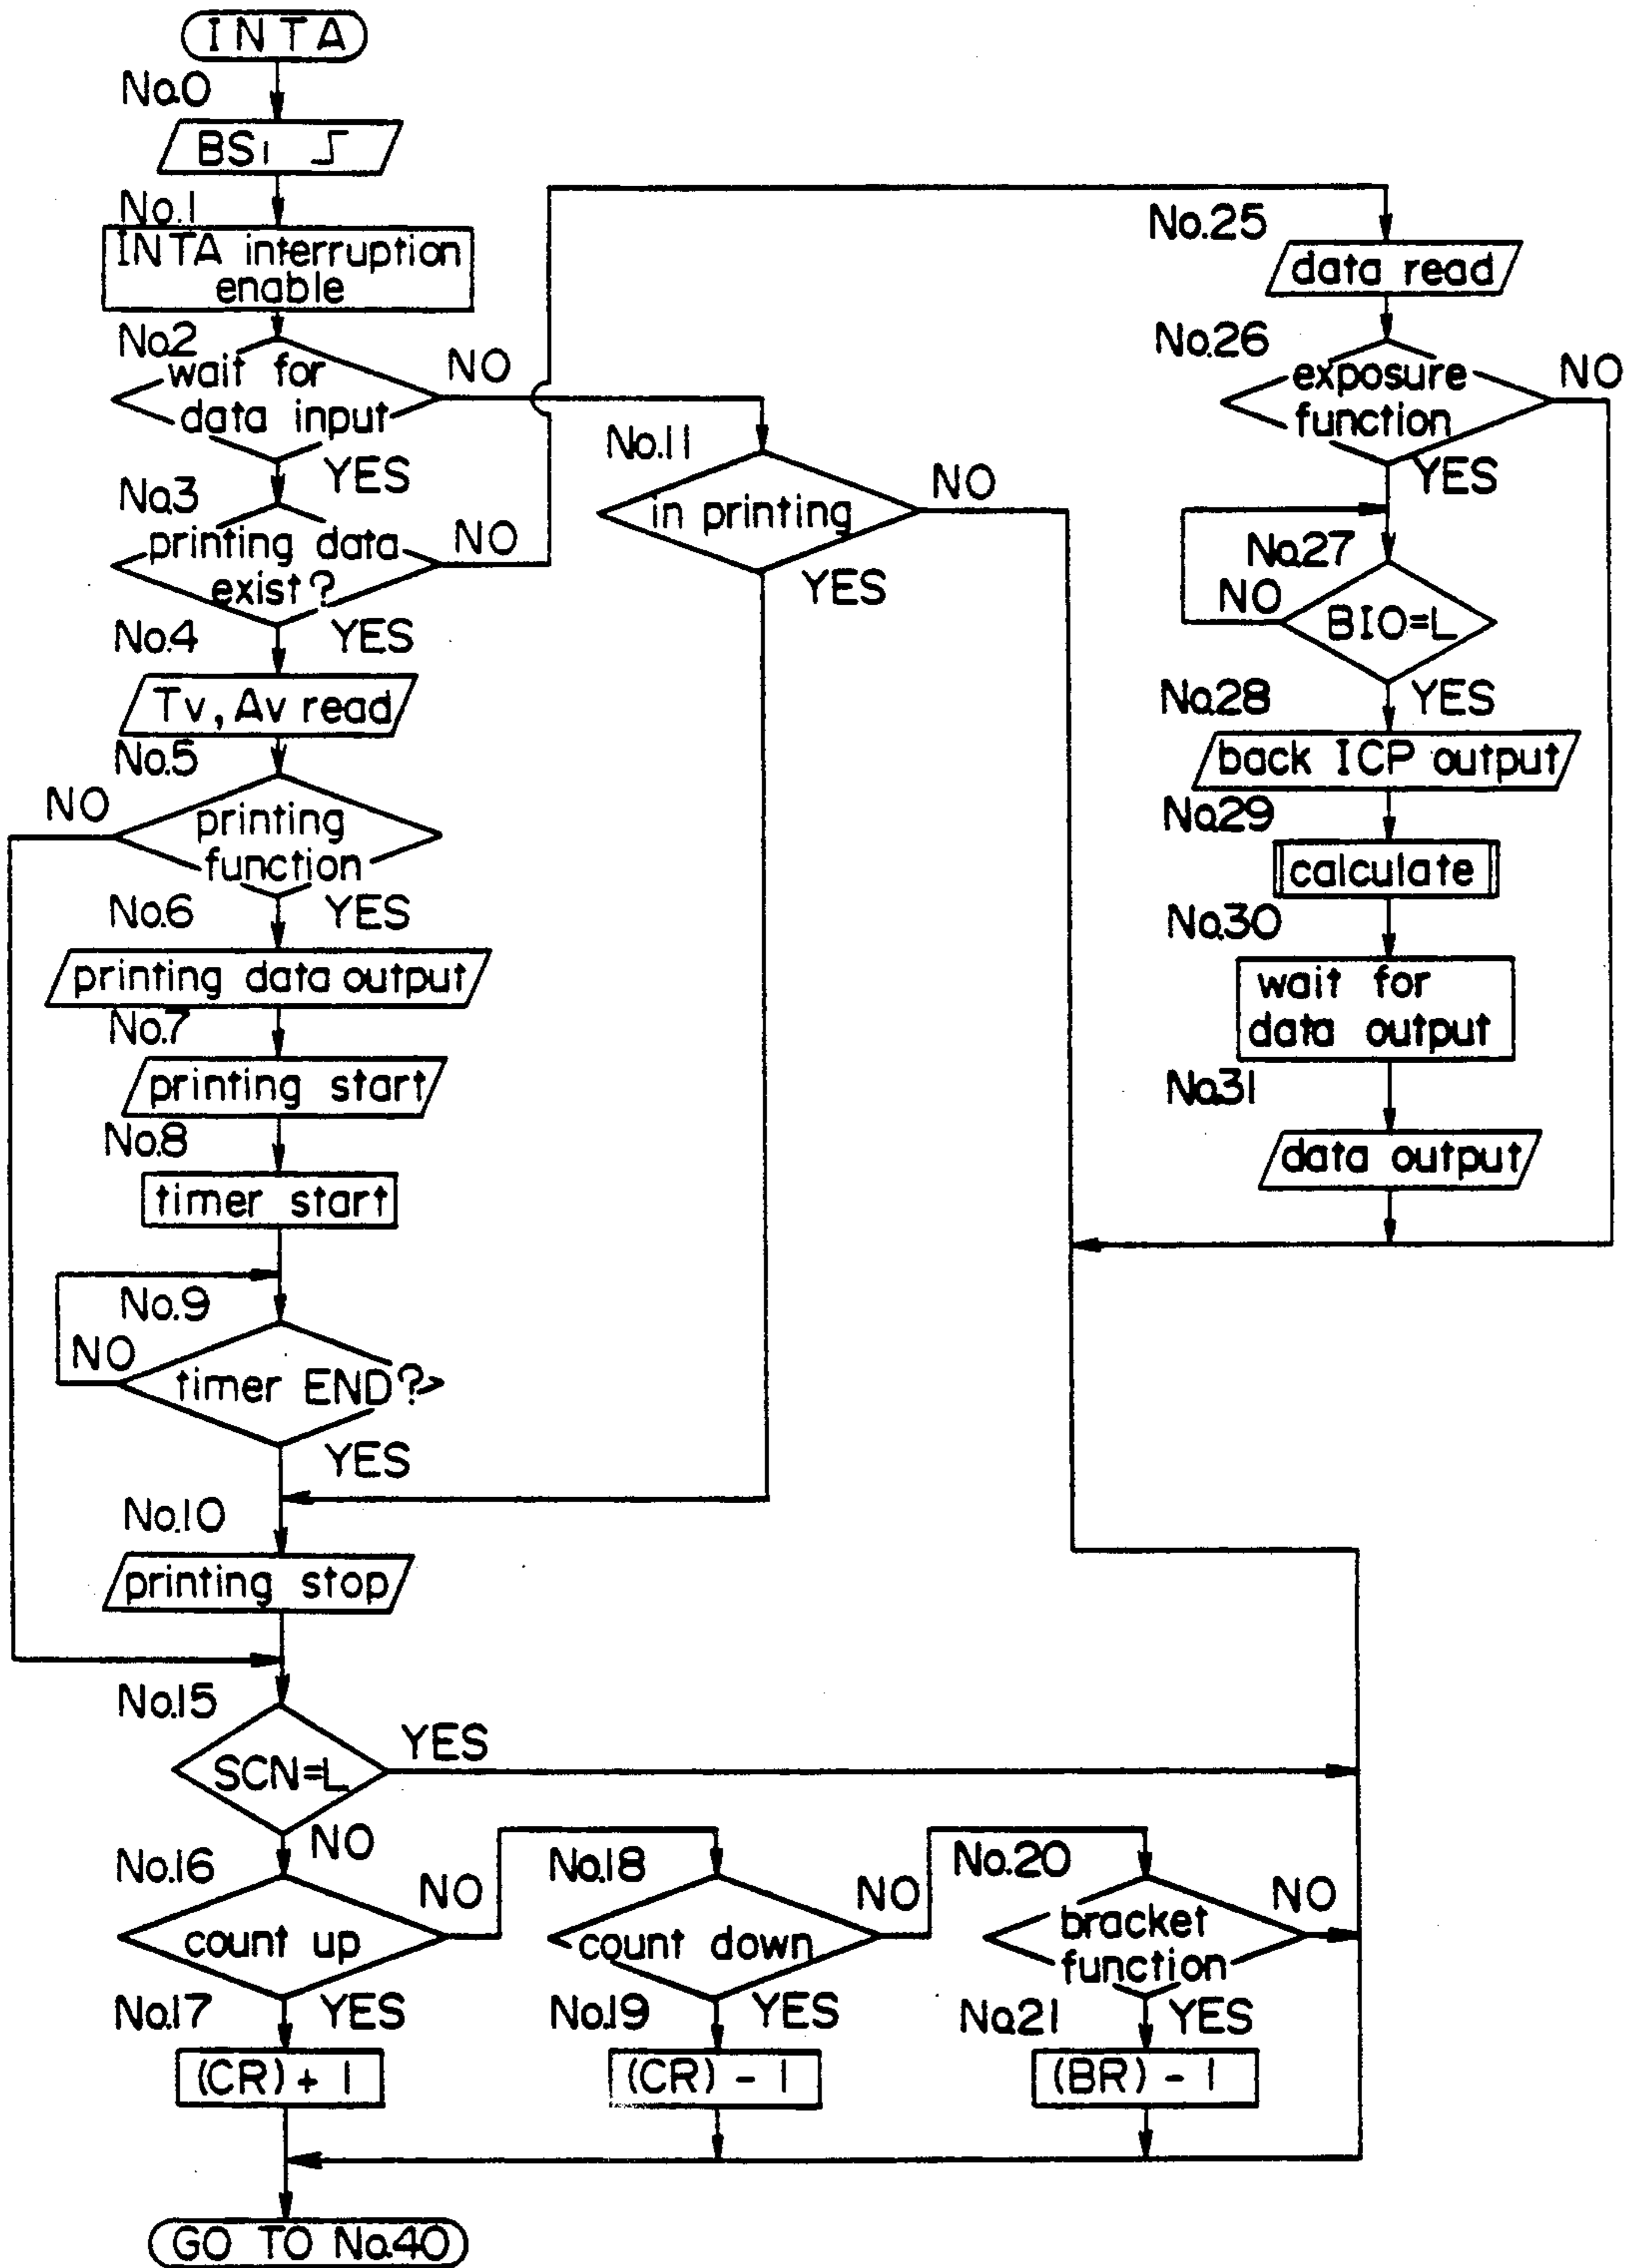 INTA
No.0
BSi
No.1
INTA interruption
enable
No.2
wait for
data input
NO
YES
No.3
printing data
exist?
NO
YES
No.4
Tv, Av read
No.5
NO
printing
function
YES
No.6
printing data output
No.7
printing start
No.8
timer start
No.9
NO
timer END?
YES
No.10
printing stop
No.11
in printing
NO
YES
No.15
SCN=L
YES
NO
No.16
count up
NO
YES
No.17
(CR)+ 1
No.18
count down
NO
YES
No.19
(CR) - 1
No.20
bracket
function
NO
YES
No.21
(BR) - 1
No.25
data read
No.26
exposure
function
NO
YES
No.27
NO
BIO=L
YES
No.28
back ICP output
No.29
calculate
No.30
wait for
data output
No.31
data output
GO TO No.40